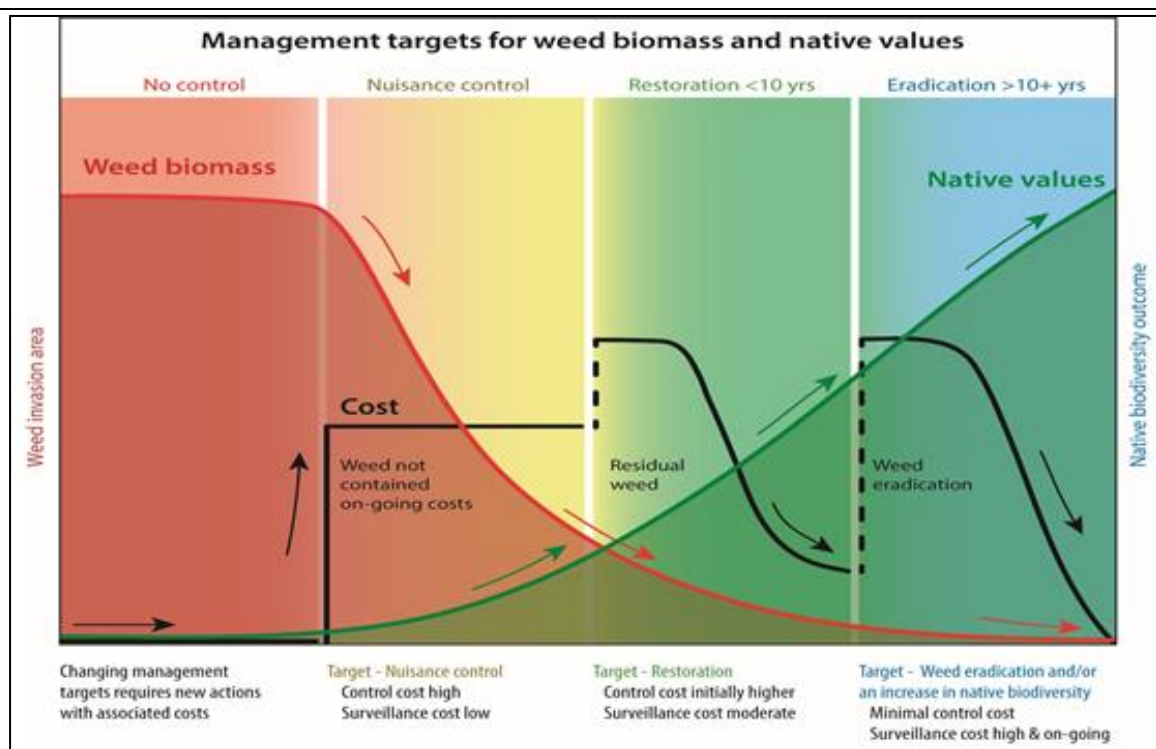 Management targets for weed biomass and native values
No control
Nuisance control
Restoration <10 yrs
Eradication >10+ yrs
Weed biomass
Native values
Weed invasion area
Native biodiversity outcome
Cost
Weed not
contained
on-going costs
Residual
weed
Weed
eradication
Changing management
targets requires new actions
with associated costs
Target - Nuisance control
Control cost high
Surveillance cost low
Target - Restoration
Control cost initially higher
Surveillance cost moderate
Target - Weed eradication and/or
an increase in native biodiversity
Minimal control cost
Surveillance cost high & on-going